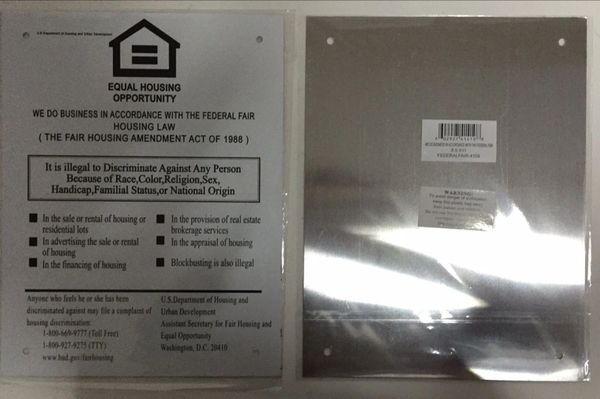 U.S Department of Housing and Urban Development
EQUAL HOUSING
OPPORTUNITY
WE DO BUSINESS IN ACCORDANCE WITH THE FEDERAL FAIR
HOUSING LAW
( THE FAIR HOUSING AMENDMENT ACT OF 1988 )
It is illegal to Discriminate Against Any Person
Because of Race,Color,Religion,Sex,
Handicap,Familial Status,or National Origin
In the sale or rental of housing or
residential lots
In advertising the sale or rental
of housing
In the financing of housing
In the provision of real estate
brokerage services
In the appraisal of housing
Blockbusting is also illegal
Anyone who feels he or she has been
discriminated against may file a complaint of
housing discrimination:
1-800-669-9777 (Toll Free)
1-800-927-9275 (TTY)
www.hud.gov/fairhousing
U.S.Department of Housing and
Urban Development
Assistant Secretary for Fair Housing and
Equal Opportunity
Washington, D.C. 20410
WARNING: